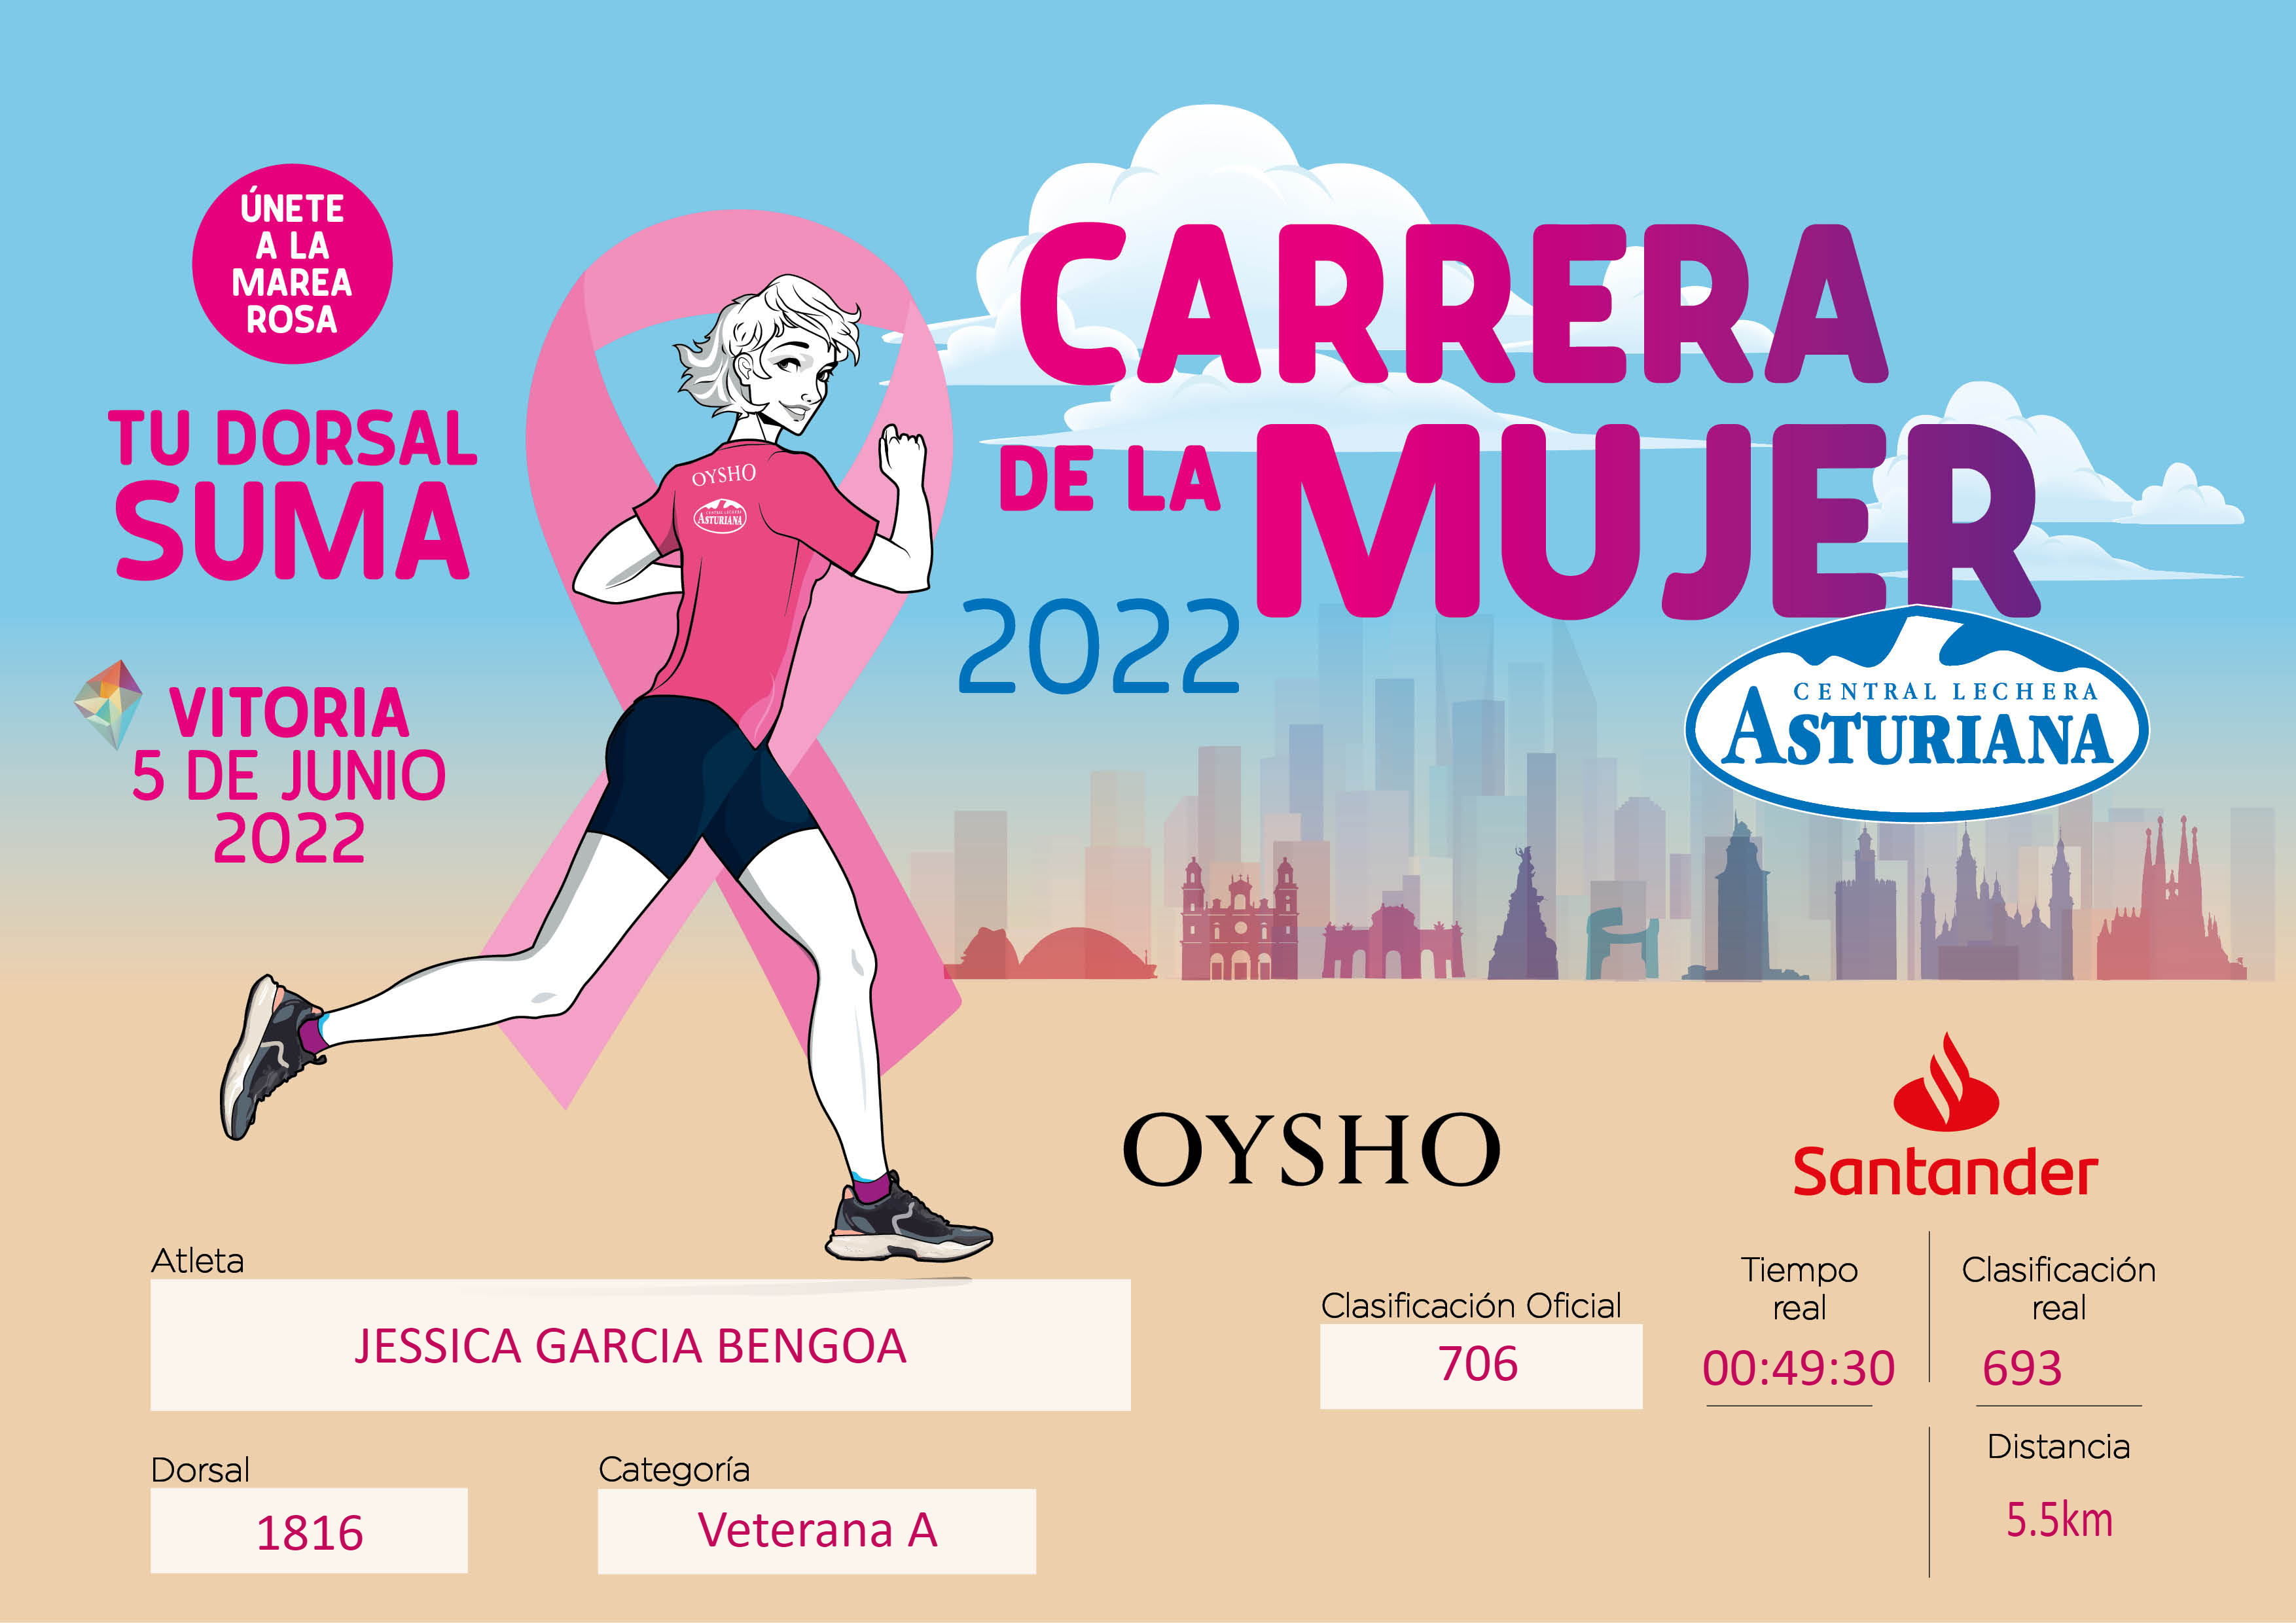 ÚNETE
A LA
MAREA
ROSA
TU DORSAL
SUMA
VITORIA
5 DE JUNIO
2022
OYSHO
CENTRAL LECHERA
ASTURIANA
CARRERA
DE LA MUJER
2022
CENTRAL LECHERA
ASTURIANA
OYSHO
Santander
Atleta
JESSICA GARCIA BENGOA
Dorsal
1816
Categoría
Veterana A
Clasificación Oficial
706
Tiempo
real
00:49:30
Clasificación
real
693
Distancia
5.5km